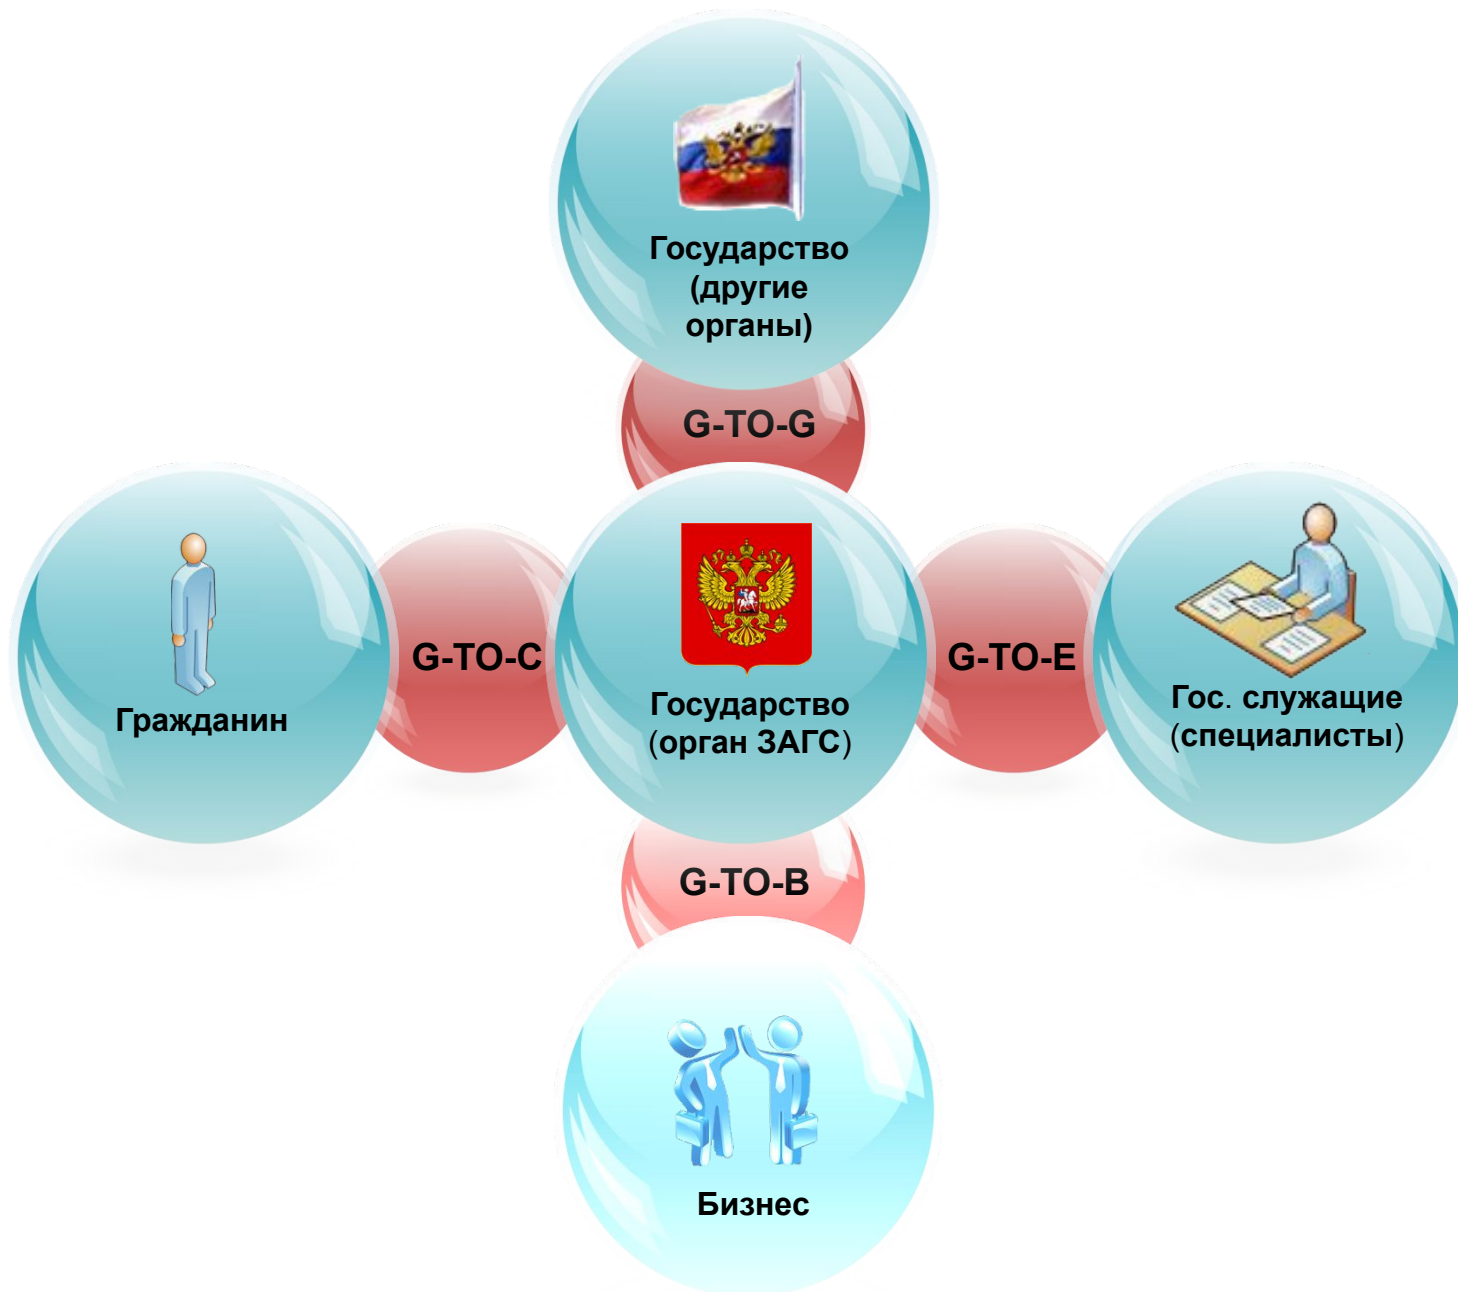 Государство
(другие
органы)
G-TO-G
Гражданин
G-TO-C
Государство
(орган ЗАГС)
G-TO-E
Гос. служащие
(специалисты)
G-TO-B
Бизнес